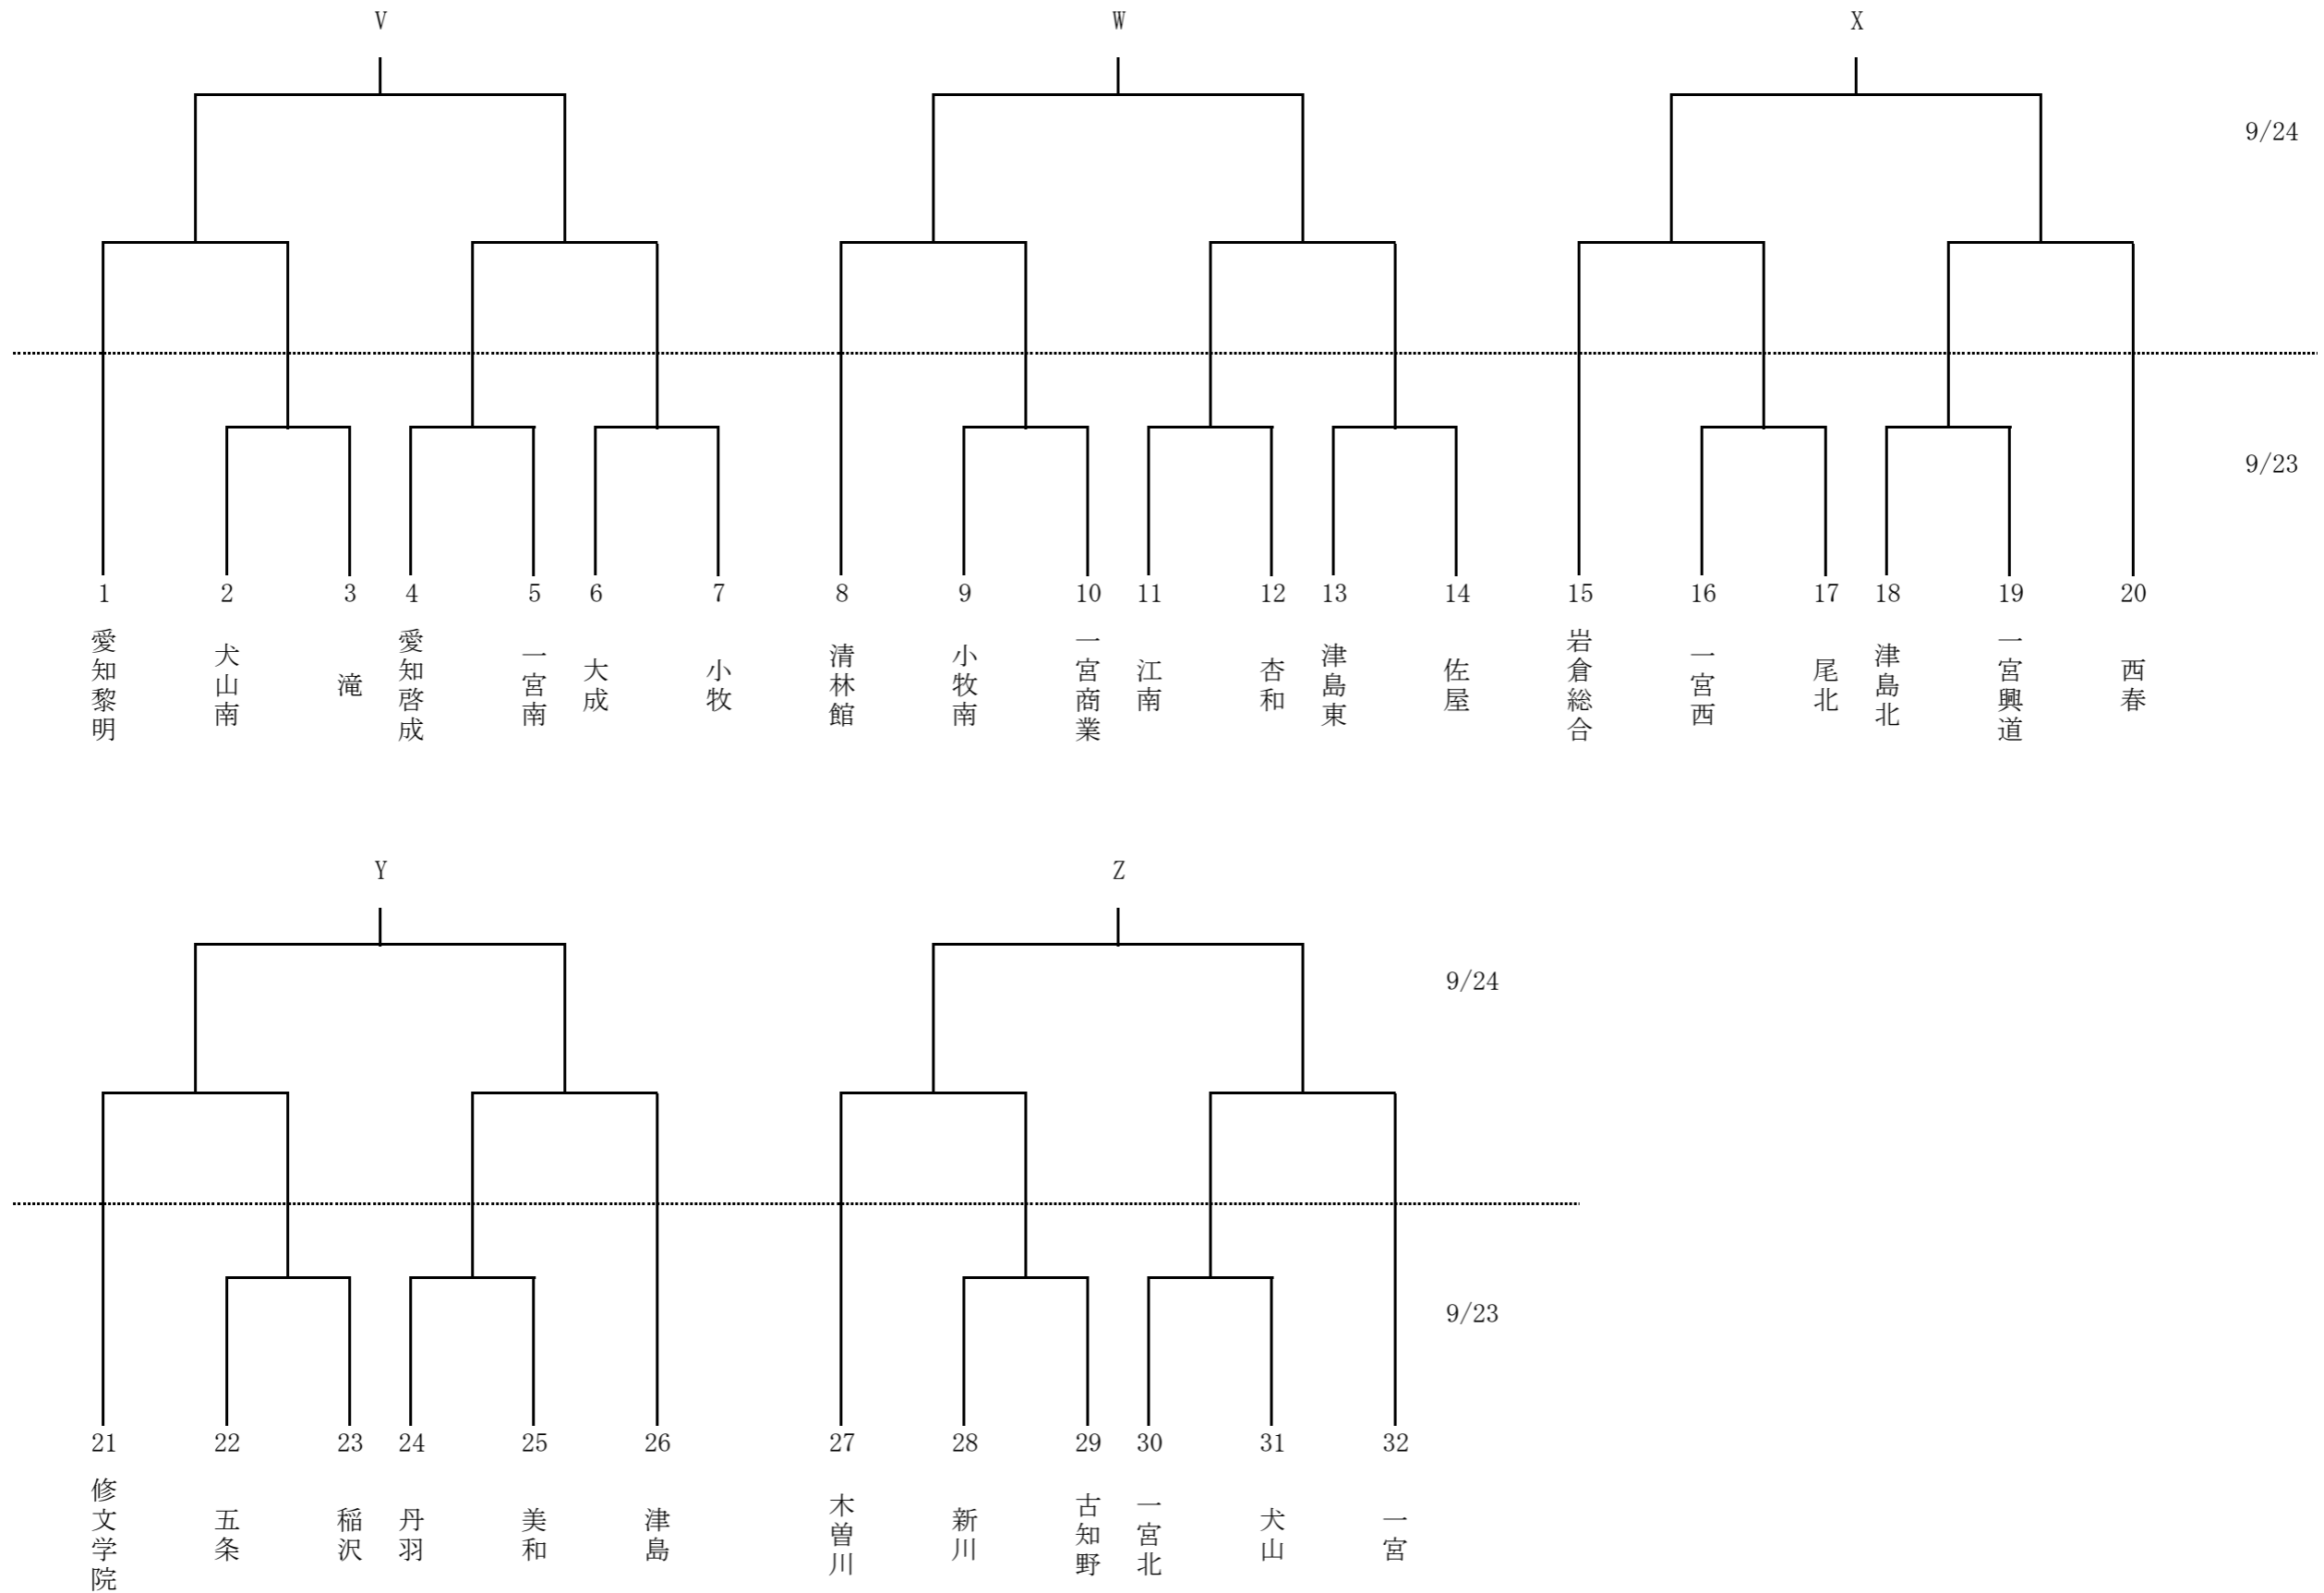 V
W
X
9/24
9/23
1
2
3
4
5
6
7
8
9
10
11
12
13
14
15
16
17
18
19
20
愛知黎明
犬山南
滝
愛知啓成
一宮南
大成
小牧
清林館
小牧南
一宮商業
江南
杏和
津島東
佐屋
岩倉総合
一宮西
尾北
津島北
一宮興道
西春
Y
Z
9/24
9/23
21
22
23
24
25
26
27
28
29
30
31
32
修文学院
五条
稲沢
丹羽
美和
津島
木曽川
新川
古知野
一宮北
犬山
一宮